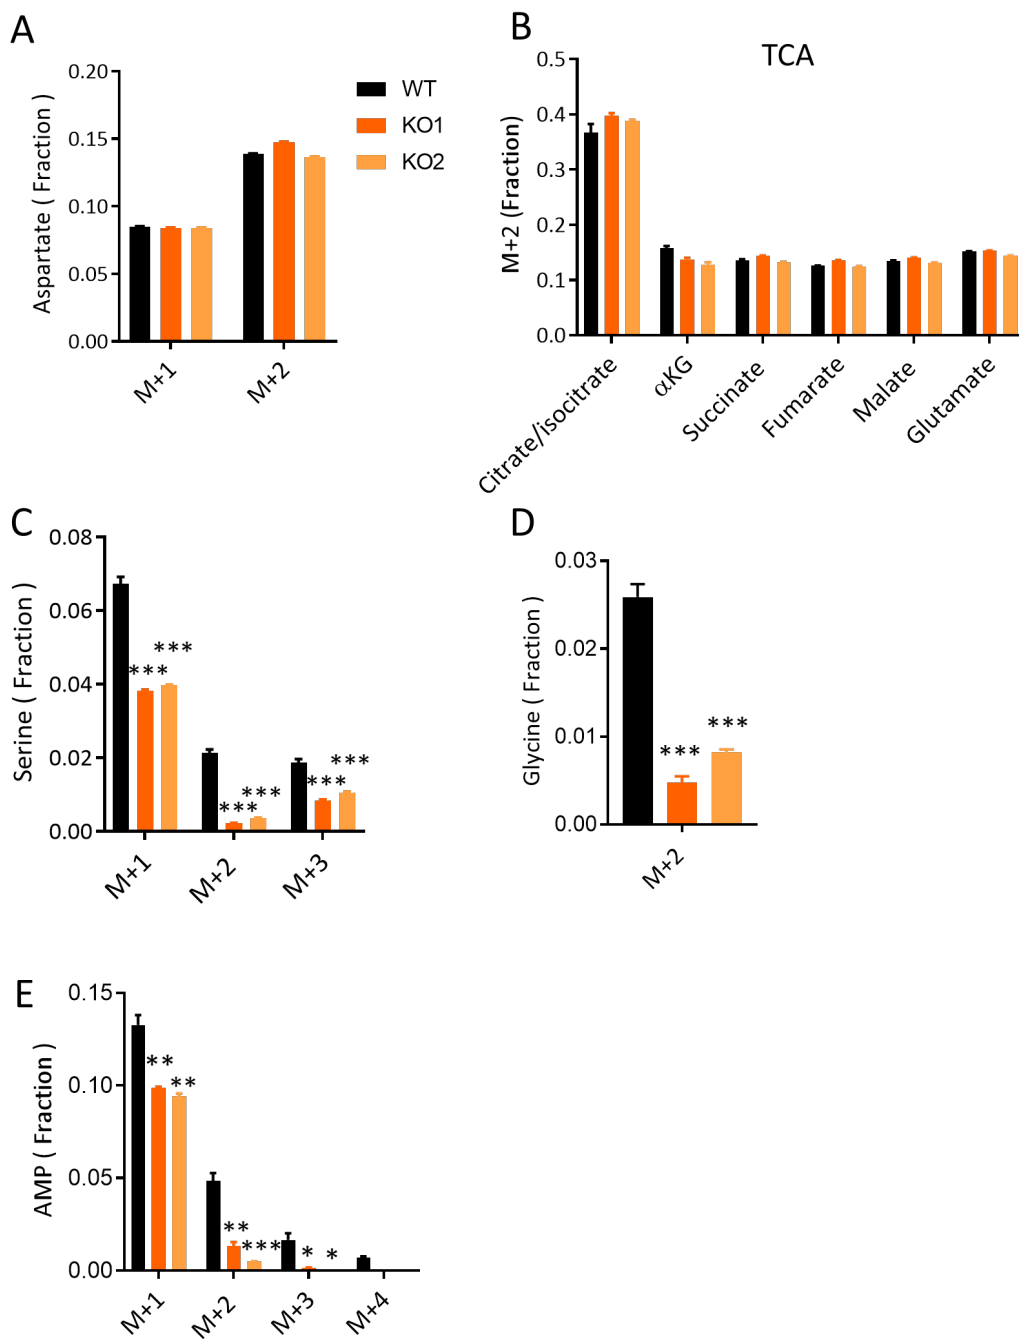 A
Aspartate ( Fraction )
0.20
0.15
0.10
0.05
0.00
M+1
M+2
WT
KO1
KO2
B
TCA
M+2 (Fraction)
0.5
0.4
0.3
0.2
0.1
0.0
Citrate/isocitrate
αKG
Succinate
Fumarate
Malate
Glutamate
C
Serine ( Fraction )
0.08
0.06
0.04
0.02
0.00
***
***
***
***
***
***
M+1
M+2
M+3
D
Glycine ( Fraction )
0.03
0.02
0.01
0.00
***
***
M+2
E
AMP ( Fraction )
0.15
0.10
0.05
0.00
**
**
**
***
*
*
M+1
M+2
M+3
M+4